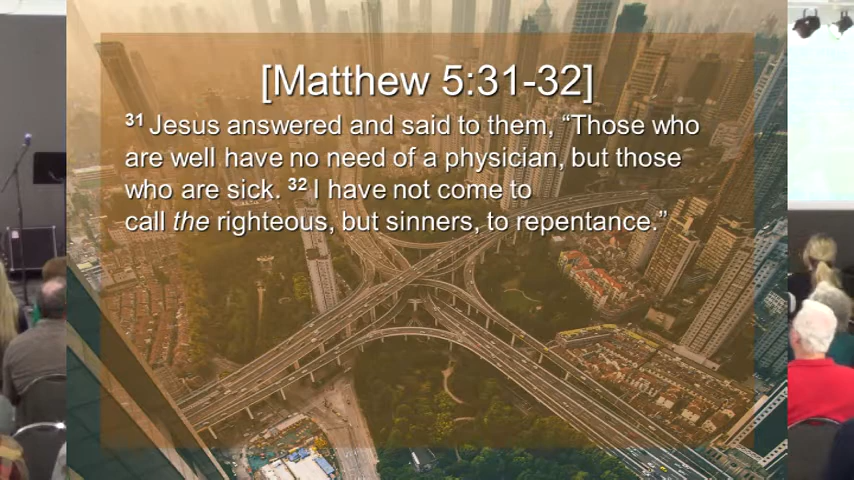 [Matthew 5:31-32]
31 Jesus answered and said to them, “Those who
are well have no need of a physician, but those
who are sick. 32 I have not come to
call the righteous, but sinners, to repentance.”